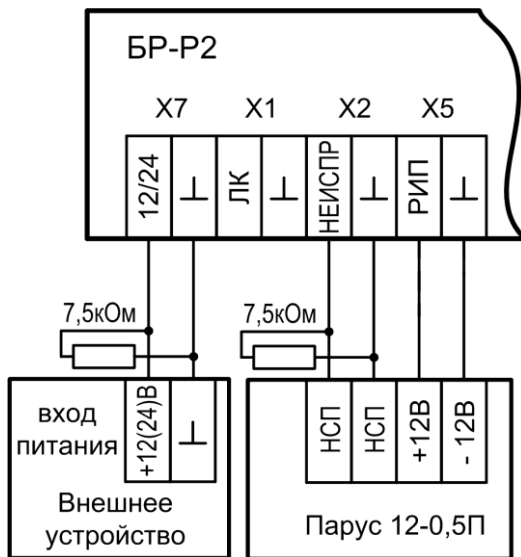 БР-Р2
X7 X1 X2 X5
12/24 ⊥ ЛК ⊥ НЕИСПР ⊥ РИП ⊥
7,5кОм 7,5кОм
вход
питания
+12(24)В ⊥
Внешнее
устройство
НСП НСП +12В - 12В
Парус 12-0,5П